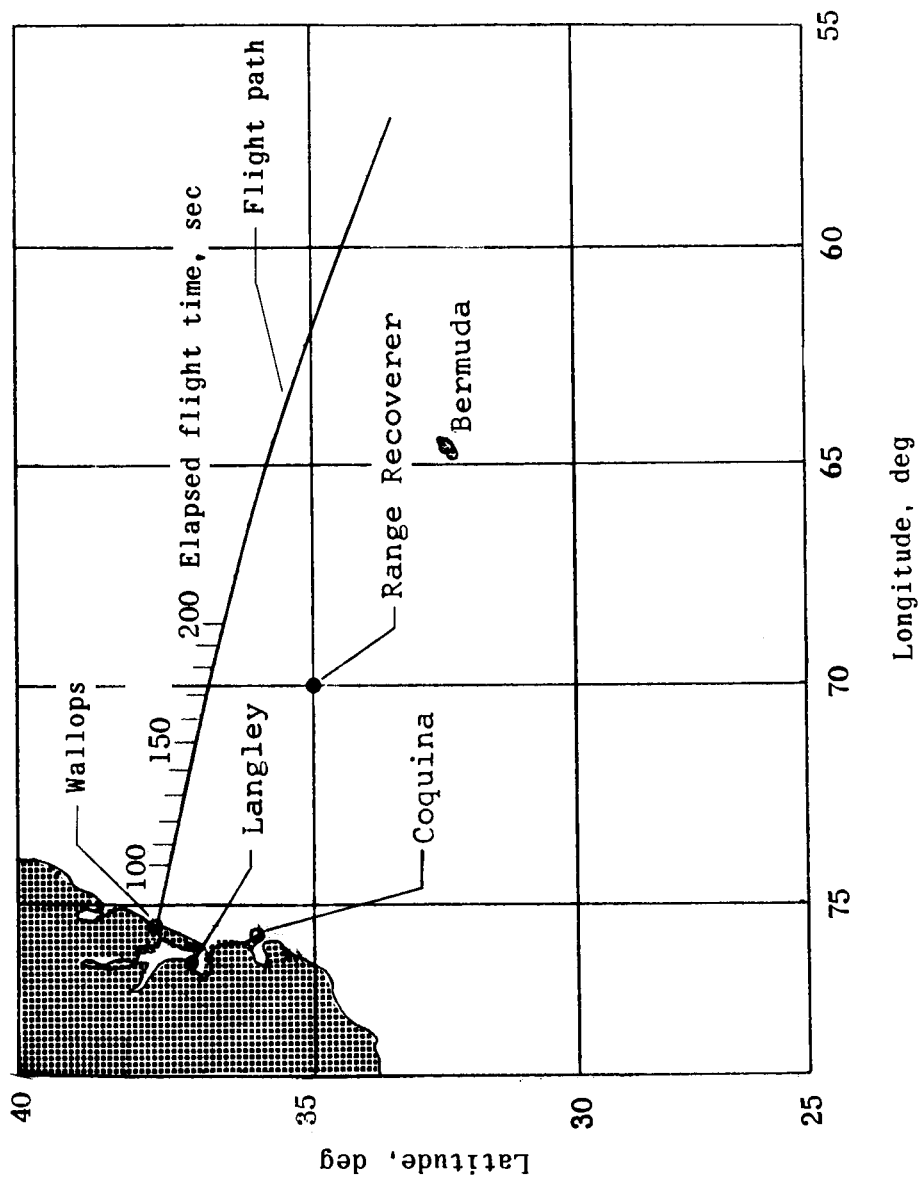 Wallops
100
150
200 Elapsed flight time, sec
Flight path
Langley
Coquina
Range Recoverer
Bermuda
40
35
30
25
Latitude, deg
75
70
65
60
55
Longitude, deg